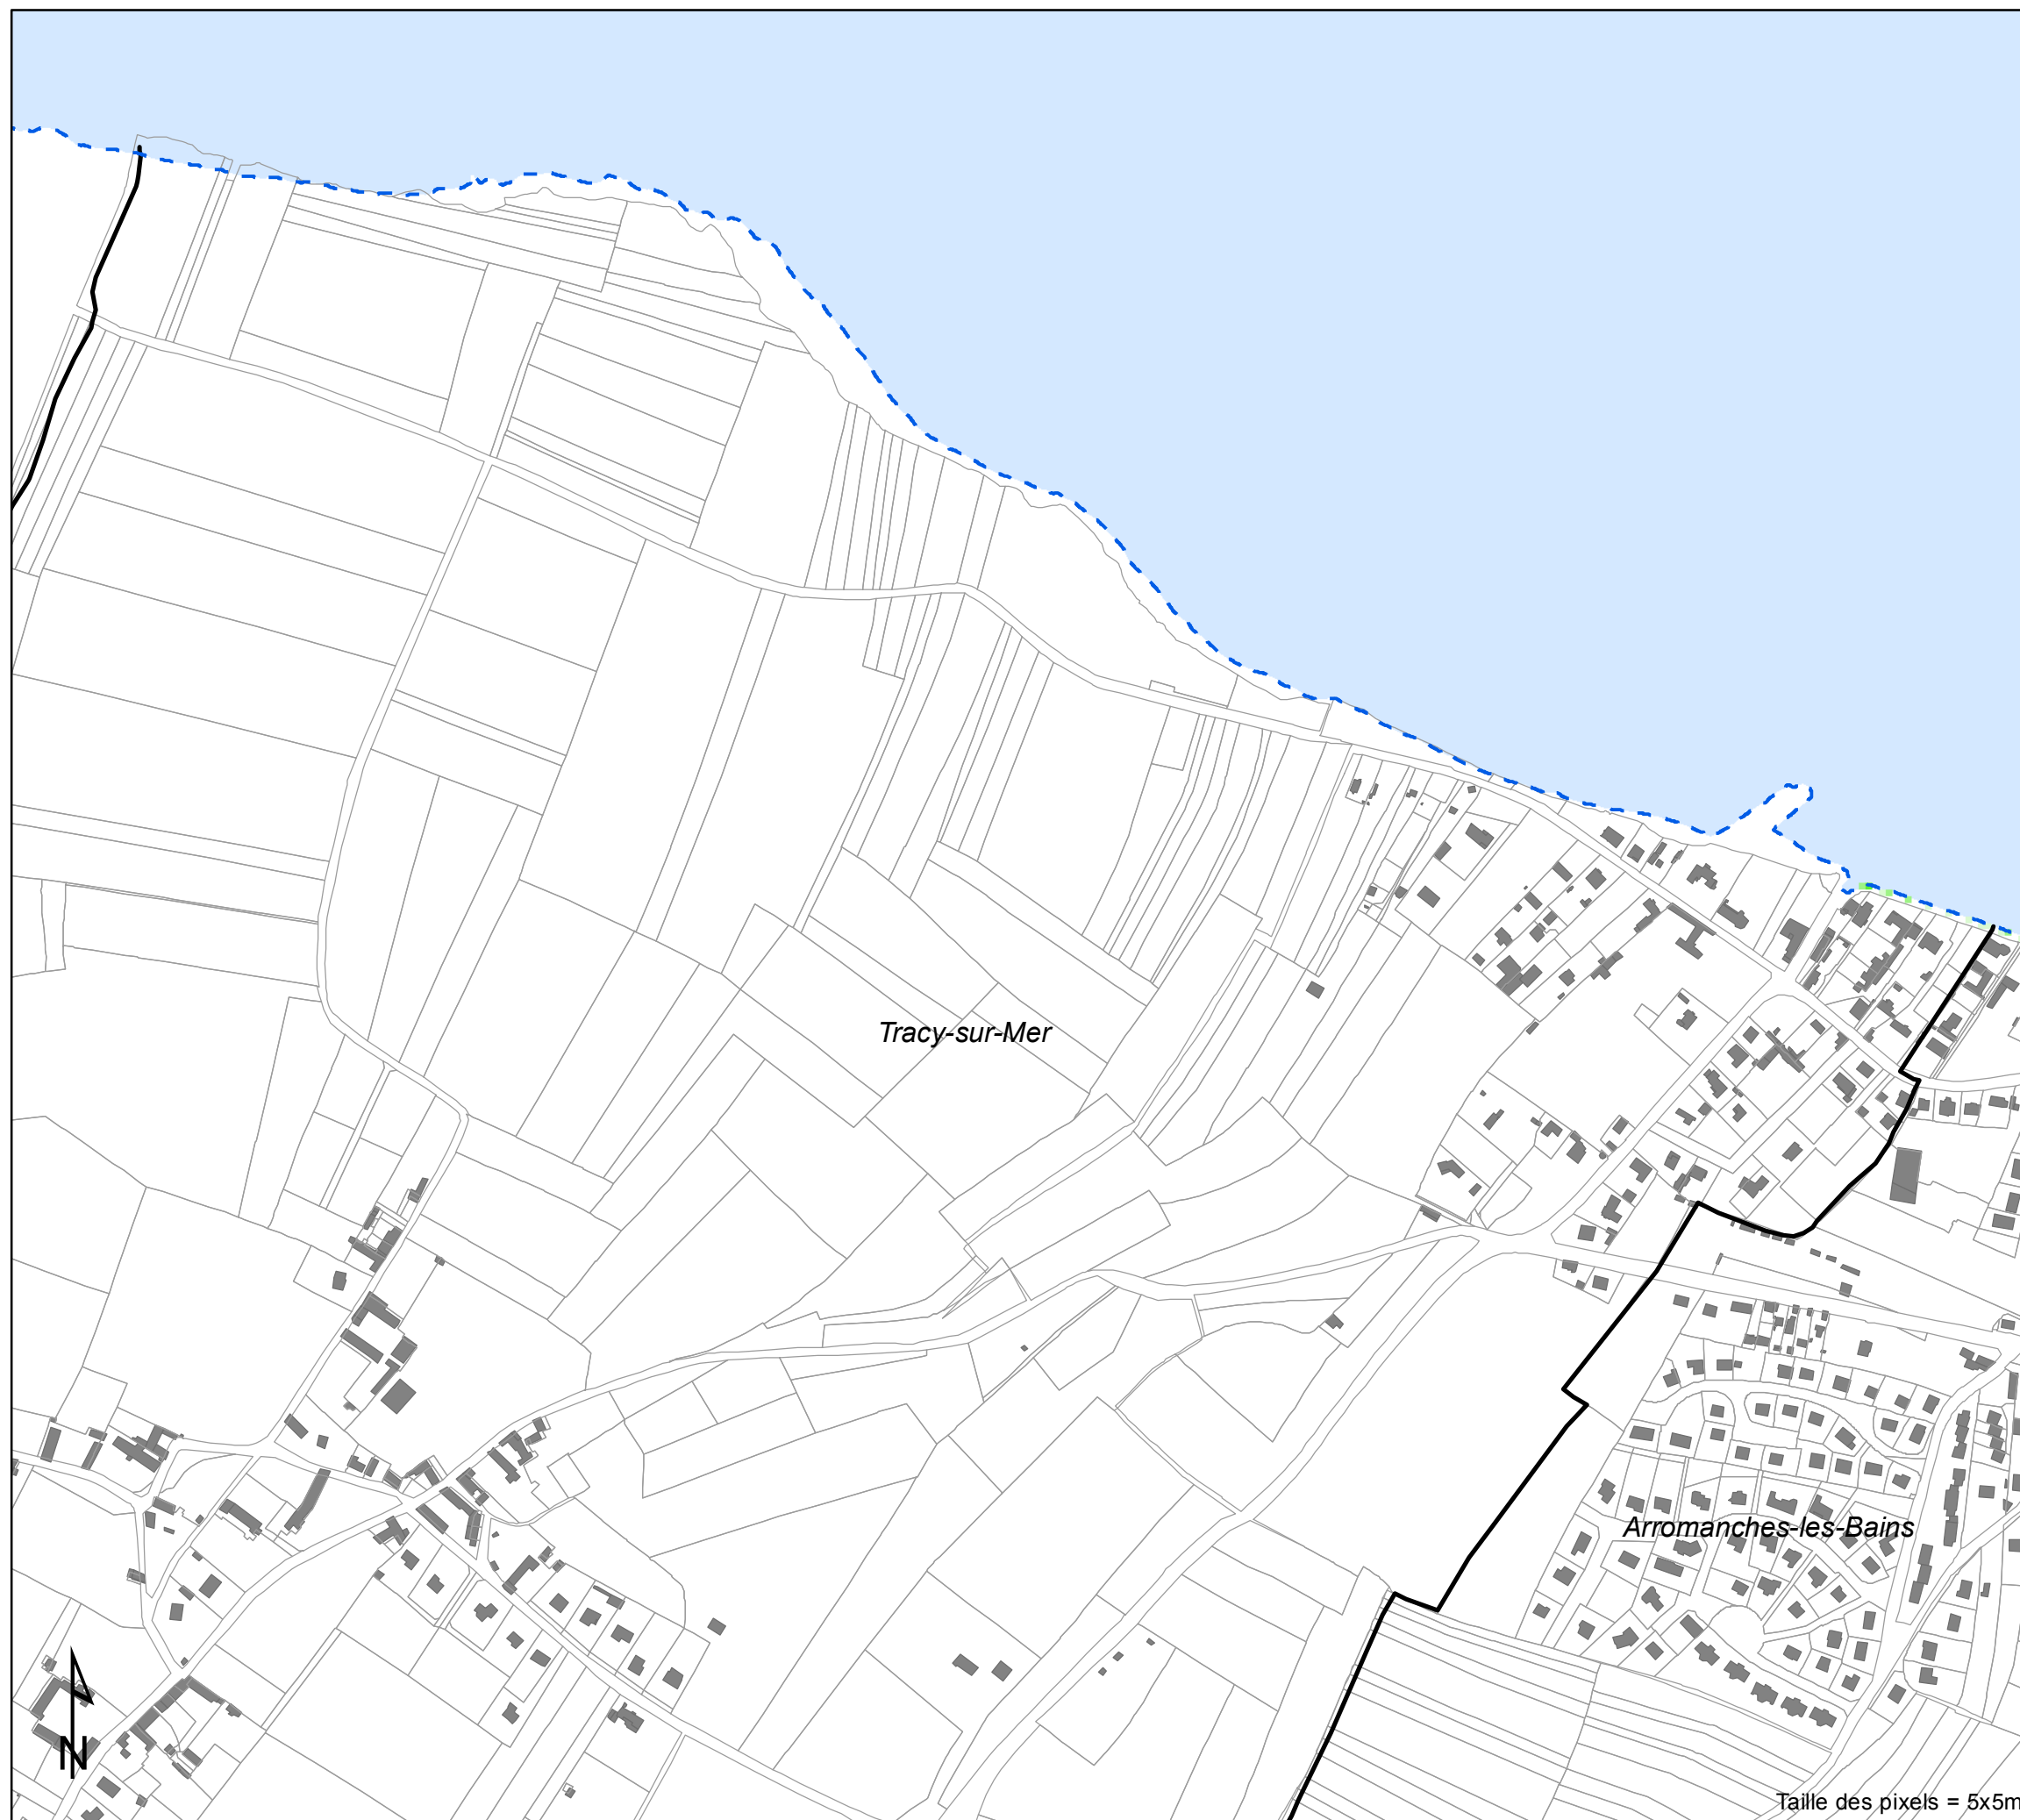 Tracy-sur-Mer
Arromanches-les-Bains
N
Taille des pixels = 5x5m